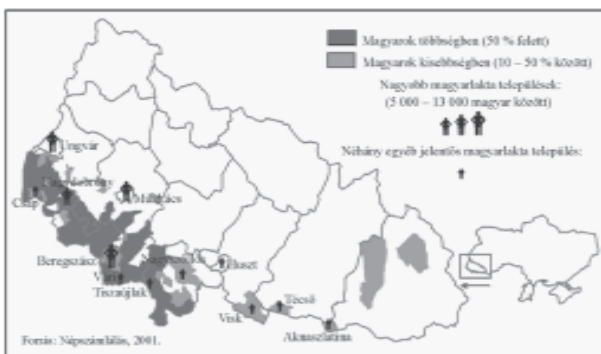 Magyarok többségben (50 % felett)
Magyarok kisebbségben (10 – 50 % között)
Nagyobb magyarlakta települések:
(5 000 – 13 000 magyar között)
Néhány egyéb jelentős magyarlakta település:
Ungvár
Csap
Munkács
Beregszász
Vári
Tiszaújlak
Huszt
Visk
Técső
Aknaszlatina
Forrás: Népszámlálás, 2001.